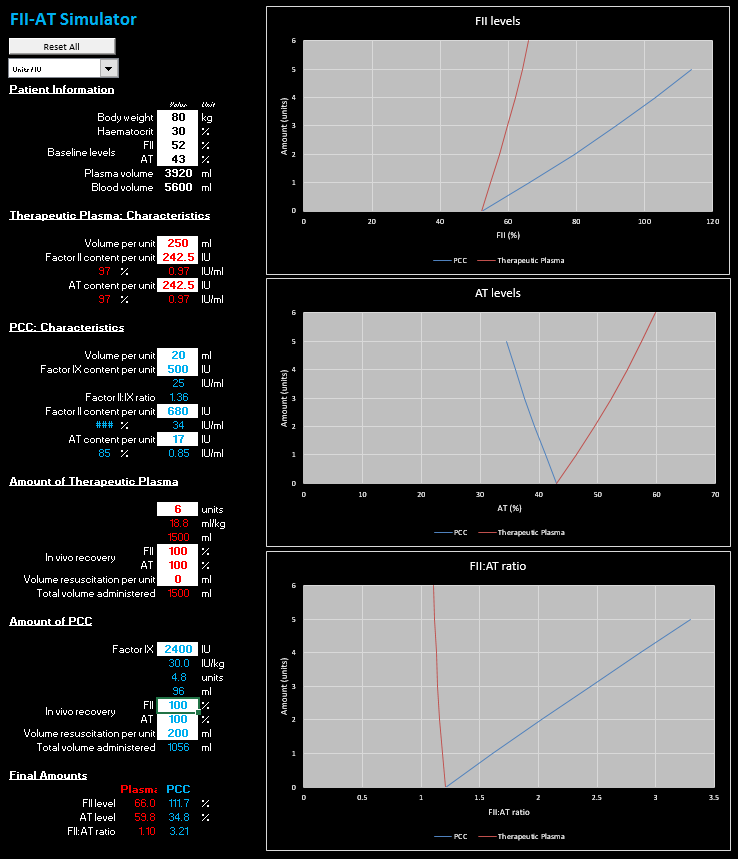 FII-AT Simulator
Reset All
Units / IU
Patient Information
Value Unit
Body weight 80 kg
Haematocrit 30 %
Baseline levels
FII 52 %
AT 43 %
Plasma volume 3920 ml
Blood volume 5600 ml
Therapeutic Plasma: Characteristics
Volume per unit 250 ml
Factor II content per unit 242.5 IU
97 % 0.97 IU/ml
AT content per unit 242.5 IU
97 % 0.97 IU/ml
PCC: Characteristics
Volume per unit 20 ml
Factor IX content per unit 500 IU
25 IU/ml
Factor II:IX ratio 1.36
Factor II content per unit 680 IU
### % 34 IU/ml
AT content per unit 17 IU
85 % 0.85 IU/ml
Amount of Therapeutic Plasma
6 units
18.8 ml/kg
1500 ml
In vivo recovery
FII 100 %
AT 100 %
Volume resuscitation per unit 0 ml
Total volume administered 1500 ml
Amount of PCC
Factor IX 2400 IU
30.0 IU/kg
4.8 units
96 ml
In vivo recovery
FII 100 %
AT 100 %
Volume resuscitation per unit 200 ml
Total volume administered 1056 ml
Final Amounts
Plasma PCC
FII level 66.0 111.7 %
AT level 59.8 34.8 %
FII:AT ratio 1.10 3.21
FII levels
Amount (units)
6
5
4
3
2
1
0
0 20 40 60 80 100 120
FII (%)
PCC Therapeutic Plasma
AT levels
Amount (units)
6
5
4
3
2
1
0
0 10 20 30 40 50 60 70
AT (%)
PCC Therapeutic Plasma
FII:AT ratio
Amount (units)
6
5
4
3
2
1
0
0 0.5 1 1.5 2 2.5 3 3.5
FII:AT ratio
PCC Therapeutic Plasma